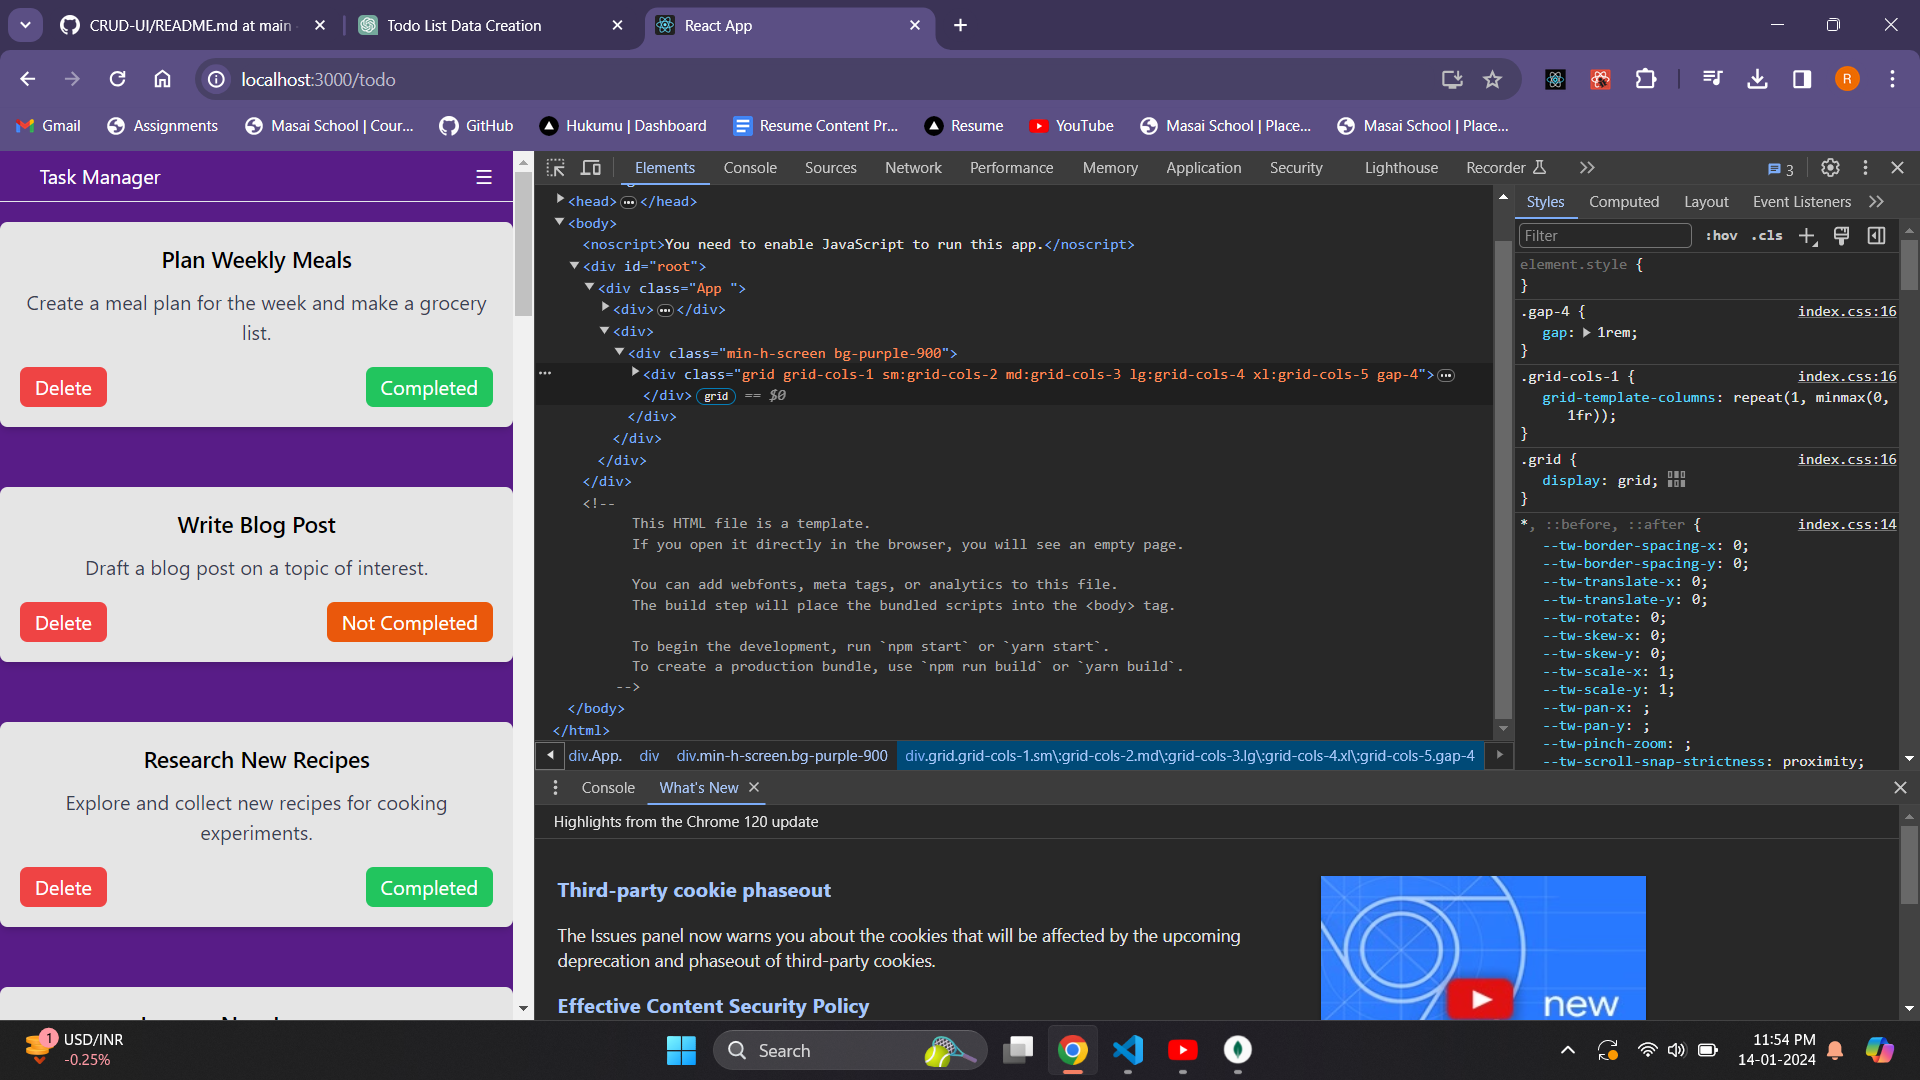 CRUD-UI/README.md at main
Todo List Data Creation
React App
localhost:3000/todo
R
Gmail
Assignments
Masai School | Cour...
GitHub
Hukumu | Dashboard
Resume Content Pr...
Resume
YouTube
Masai School | Place...
Masai School | Place...
Task Manager
Plan Weekly Meals
Create a meal plan for the week and make a grocery
list.
Delete
Completed
Write Blog Post
Draft a blog post on a topic of interest.
Delete
Not Completed
Research New Recipes
Explore and collect new recipes for cooking
experiments.
Delete
Completed
Elements
Console
Sources
Network
Performance
Memory
Application
Security
Lighthouse
Recorder
3
<head> ... </head>
<body>
<noscript>You need to enable JavaScript to run this app.</noscript>
<div id="root">
<div class="App ">
<div> ... </div>
<div>
<div class="min-h-screen bg-purple-900">
... <div class="grid grid-cols-1 sm:grid-cols-2 md:grid-cols-3 lg:grid-cols-4 xl:grid-cols-5 gap-4"> ...
</div> grid == $0
</div>
</div>
</div>
</div>
<!--
This HTML file is a template.
If you open it directly in the browser, you will see an empty page.
You can add webfonts, meta tags, or analytics to this file.
The build step will place the bundled scripts into the <body> tag.
To begin the development, run `npm start` or `yarn start`.
To create a production bundle, use `npm run build` or `yarn build`.
-->
</body>
</html>
div.App.
div
div.min-h-screen.bg-purple-900
div.grid.grid-cols-1.sm\:grid-cols-2.md\:grid-cols-3.lg\:grid-cols-4.xl\:grid-cols-5.gap-4
Styles
Computed
Layout
Event Listeners
Filter
:hov
.cls
element.style {
}
.gap-4 { index.css:16
gap: 1rem;
}
.grid-cols-1 { index.css:16
grid-template-columns: repeat(1, minmax(0,
1fr));
}
.grid { index.css:16
display: grid;
}
*, ::before, ::after { index.css:14
--tw-border-spacing-x: 0;
--tw-border-spacing-y: 0;
--tw-translate-x: 0;
--tw-translate-y: 0;
--tw-rotate: 0;
--tw-skew-x: 0;
--tw-skew-y: 0;
--tw-scale-x: 1;
--tw-scale-y: 1;
--tw-pan-x: ;
--tw-pan-y: ;
--tw-pinch-zoom: ;
--tw-scroll-snap-strictness: proximity;
Console
What's New
Highlights from the Chrome 120 update
Third-party cookie phaseout
The Issues panel now warns you about the cookies that will be affected by the upcoming
deprecation and phaseout of third-party cookies.
Effective Content Security Policy
new
1
USD/INR
-0.25%
Search
11:54 PM
14-01-2024